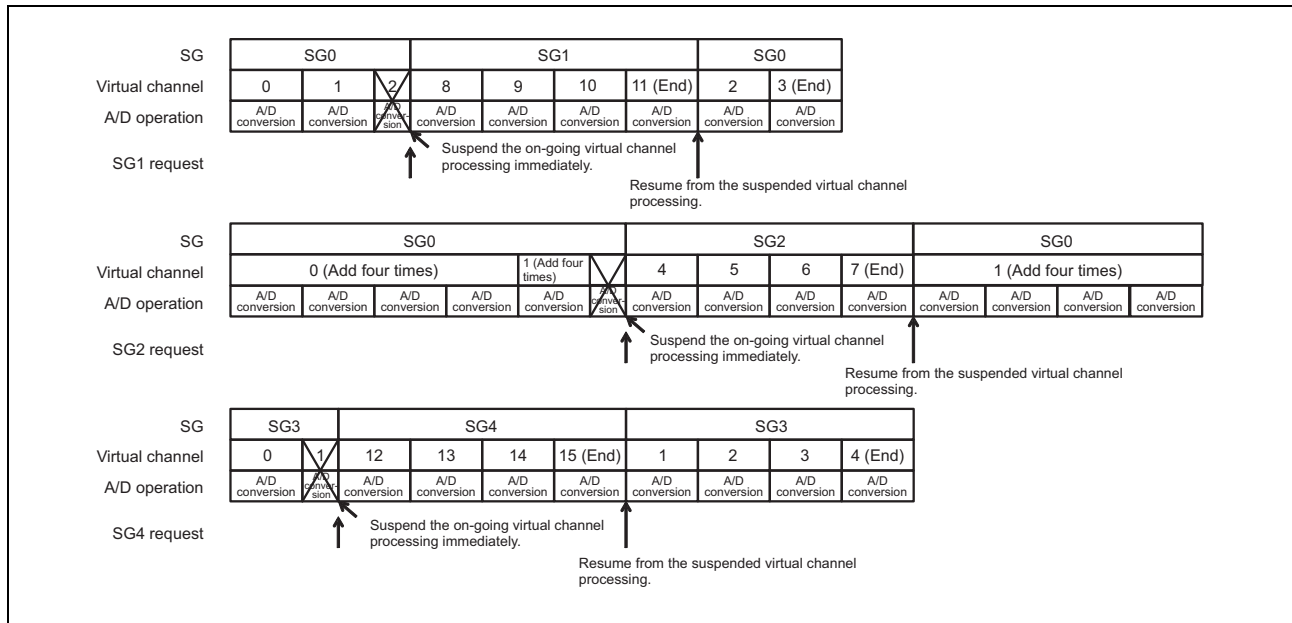 SG SG0 SG1 SG0
Virtual channel 0 1 2 8 9 10 11 (End) 2 3 (End)
A/D operation A/D conversion A/D conversion A/D conver-sion A/D conversion A/D conversion A/D conversion A/D conversion A/D conversion A/D conversion
Suspend the on-going virtual channel
processing immediately.
SG1 request
Resume from the suspended virtual channel
processing.
SG SG0 SG2 SG0
Virtual channel 0 (Add four times) 1 (Add four times) 4 5 6 7 (End) 1 (Add four times)
A/D operation A/D conversion A/D conversion A/D conversion A/D conversion A/D conversion A/D conver-sion A/D conversion A/D conversion A/D conversion A/D conversion A/D conversion A/D conversion A/D conversion A/D conversion
Suspend the on-going virtual channel
processing immediately.
SG2 request
Resume from the suspended virtual channel
processing.
SG SG3 SG4 SG3
Virtual channel 0 1 12 13 14 15 (End) 1 2 3 4 (End)
A/D operation A/D conversion A/D conver-sion A/D conversion A/D conversion A/D conversion A/D conversion A/D conversion A/D conversion A/D conversion A/D conversion
Suspend the on-going virtual channel
processing immediately.
SG4 request
Resume from the suspended virtual channel
processing.